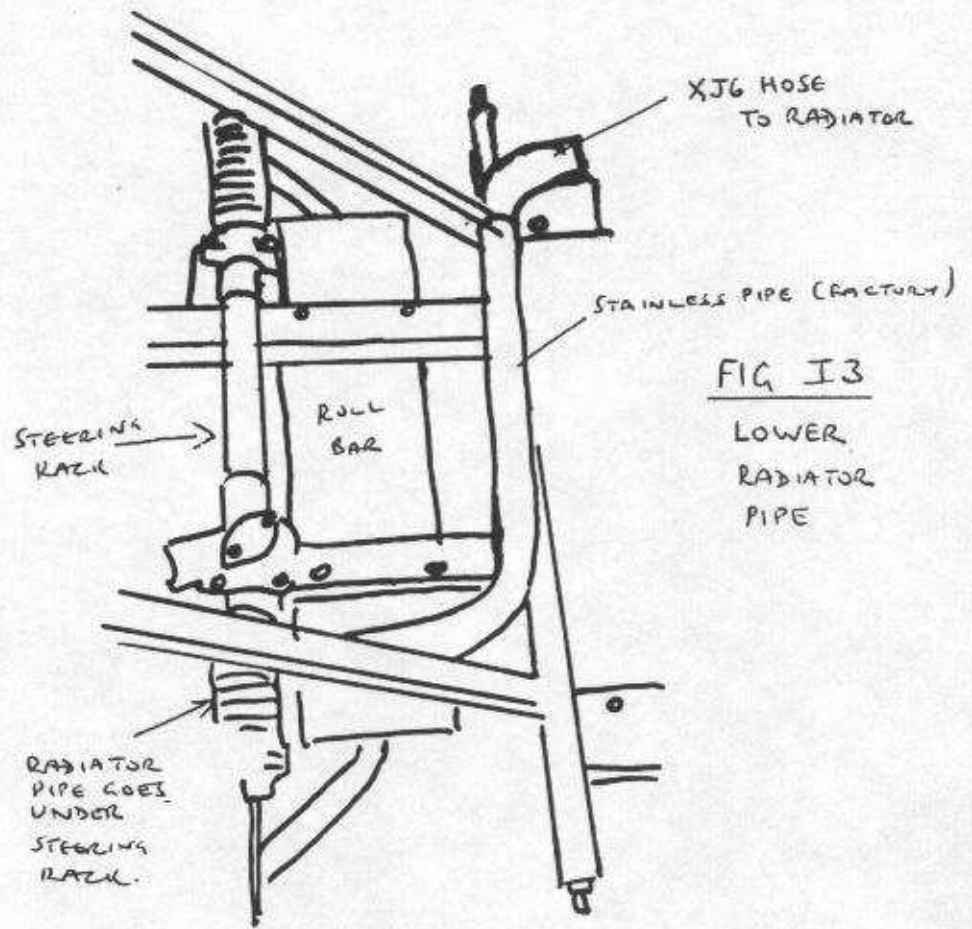 XJ6 HOSE
TO RADIATOR
STAINLESS PIPE (FACTORY)
FIG I3
LOWER
RADIATOR
PIPE
ROLL
BAR
STEERING
RACK
RADIATOR
PIPE GOES
UNDER
STEERING
RACK.